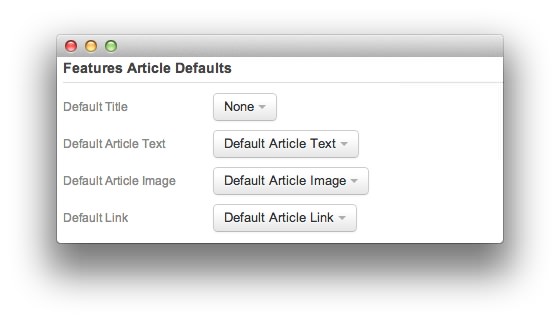 Features Article Defaults
Default Title None
Default Article Text Default Article Text
Default Article Image Default Article Image
Default Link Default Article Link